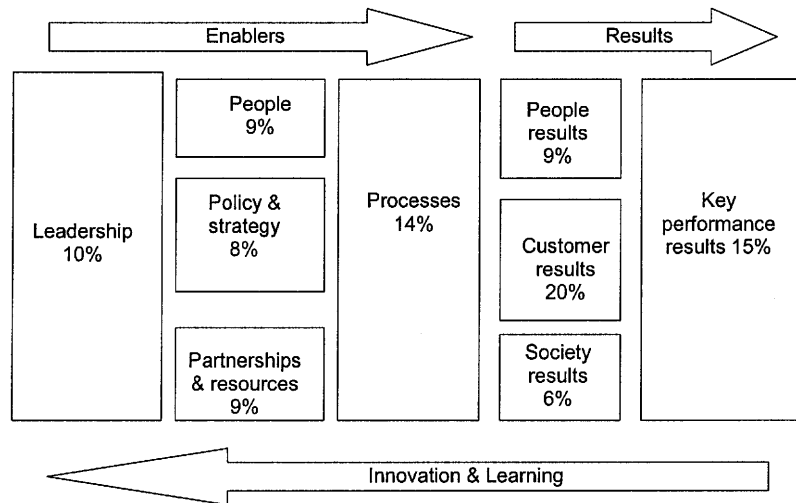 Enablers
Results
Leadership
10%
People
9%
Policy &
strategy
8%
Partnerships
& resources
9%
Processes
14%
People
results
9%
Customer
results
20%
Society
results
6%
Key
performance
results 15%
Innovation & Learning